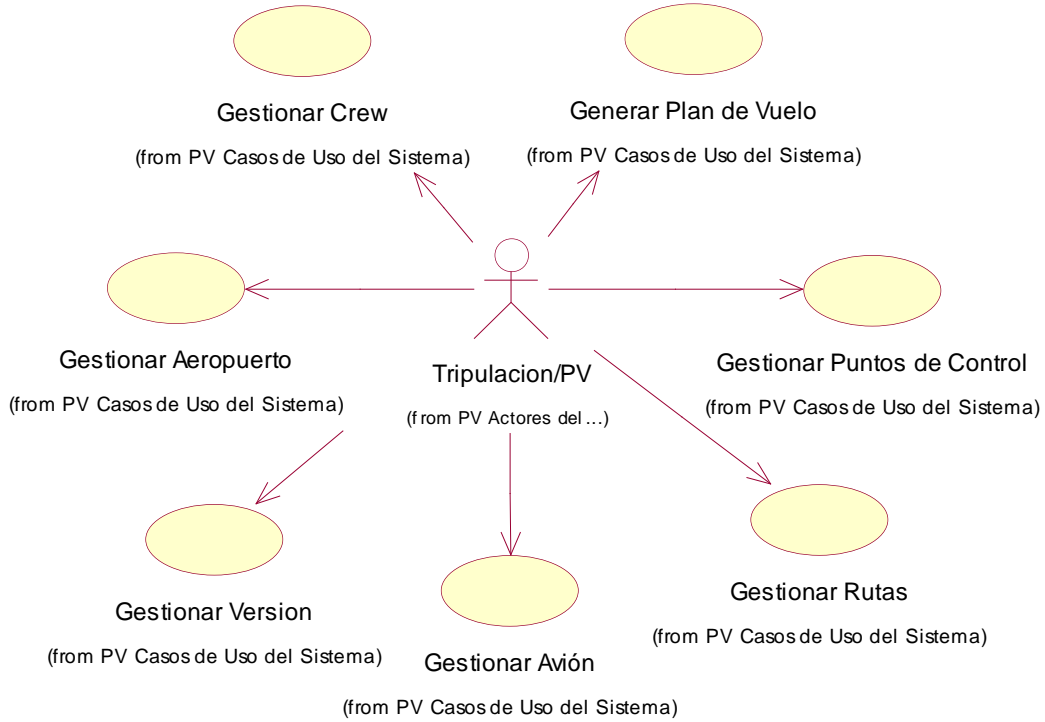 Gestionar Crew
(from PV Casos de Uso del Sistema)
Generar Plan de Vuelo
(from PV Casos de Uso del Sistema)
Gestionar Aeropuerto
(from PV Casos de Uso del Sistema)
Tripulacion/PV
(from PV Actores del ...)
Gestionar Puntos de Control
(from PV Casos de Uso del Sistema)
Gestionar Version
(from PV Casos de Uso del Sistema)
Gestionar Avión
(from PV Casos de Uso del Sistema)
Gestionar Rutas
(from PV Casos de Uso del Sistema)